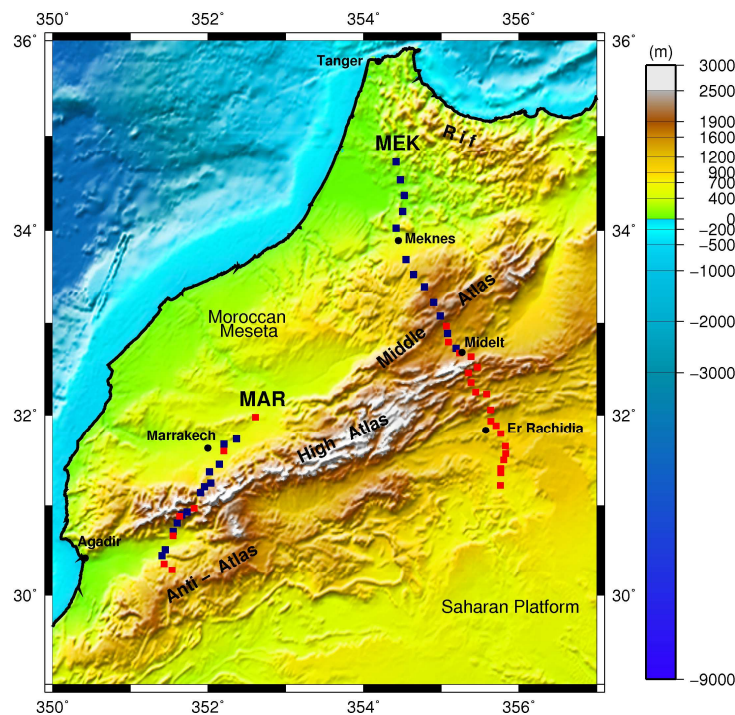 350° 352° 354° 356°
36° 36°
(m)
3000
2500
1900
1600
1200
900
700
400
0
-200
-500
-1000
-2000
-3000
-9000
Tanger
Rif
MEK
34° 34°
Meknes
Atlas
Middle
Moroccan
Meseta
Midelt
MAR
32° 32°
Marrakech
High Atlas
Er Rachidia
Agadir
Anti – Atlas
30° 30°
Saharan Platform
350° 352° 354° 356°